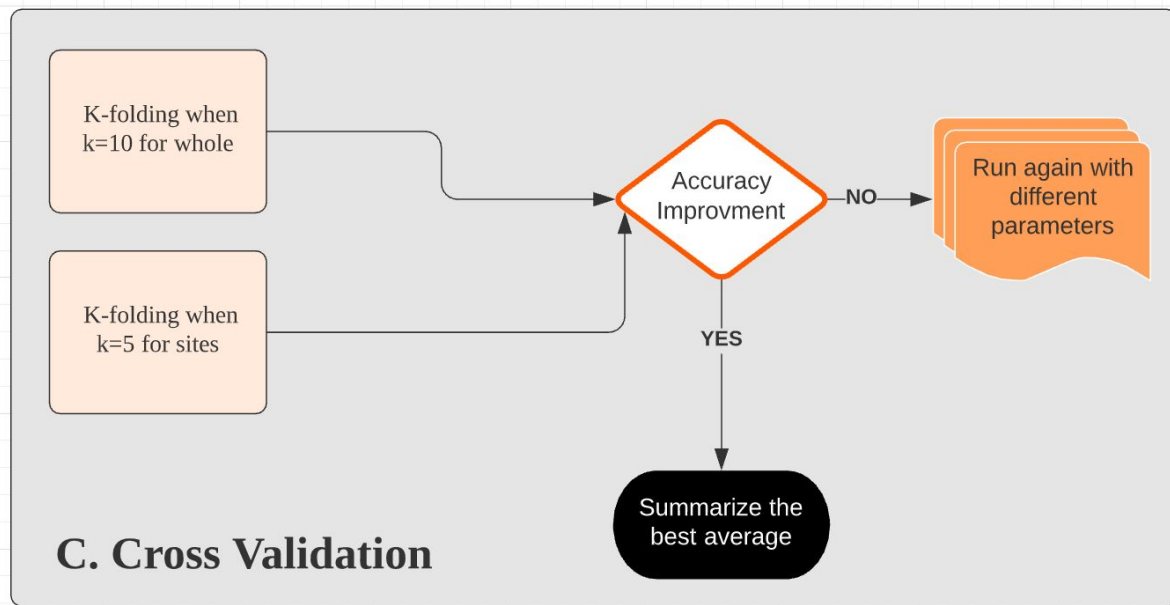 K-folding when
k=10 for whole
K-folding when
k=5 for sites
Accuracy
Improvment
NO
Run again with
different
parameters
YES
Summarize the
best average
C. Cross Validation